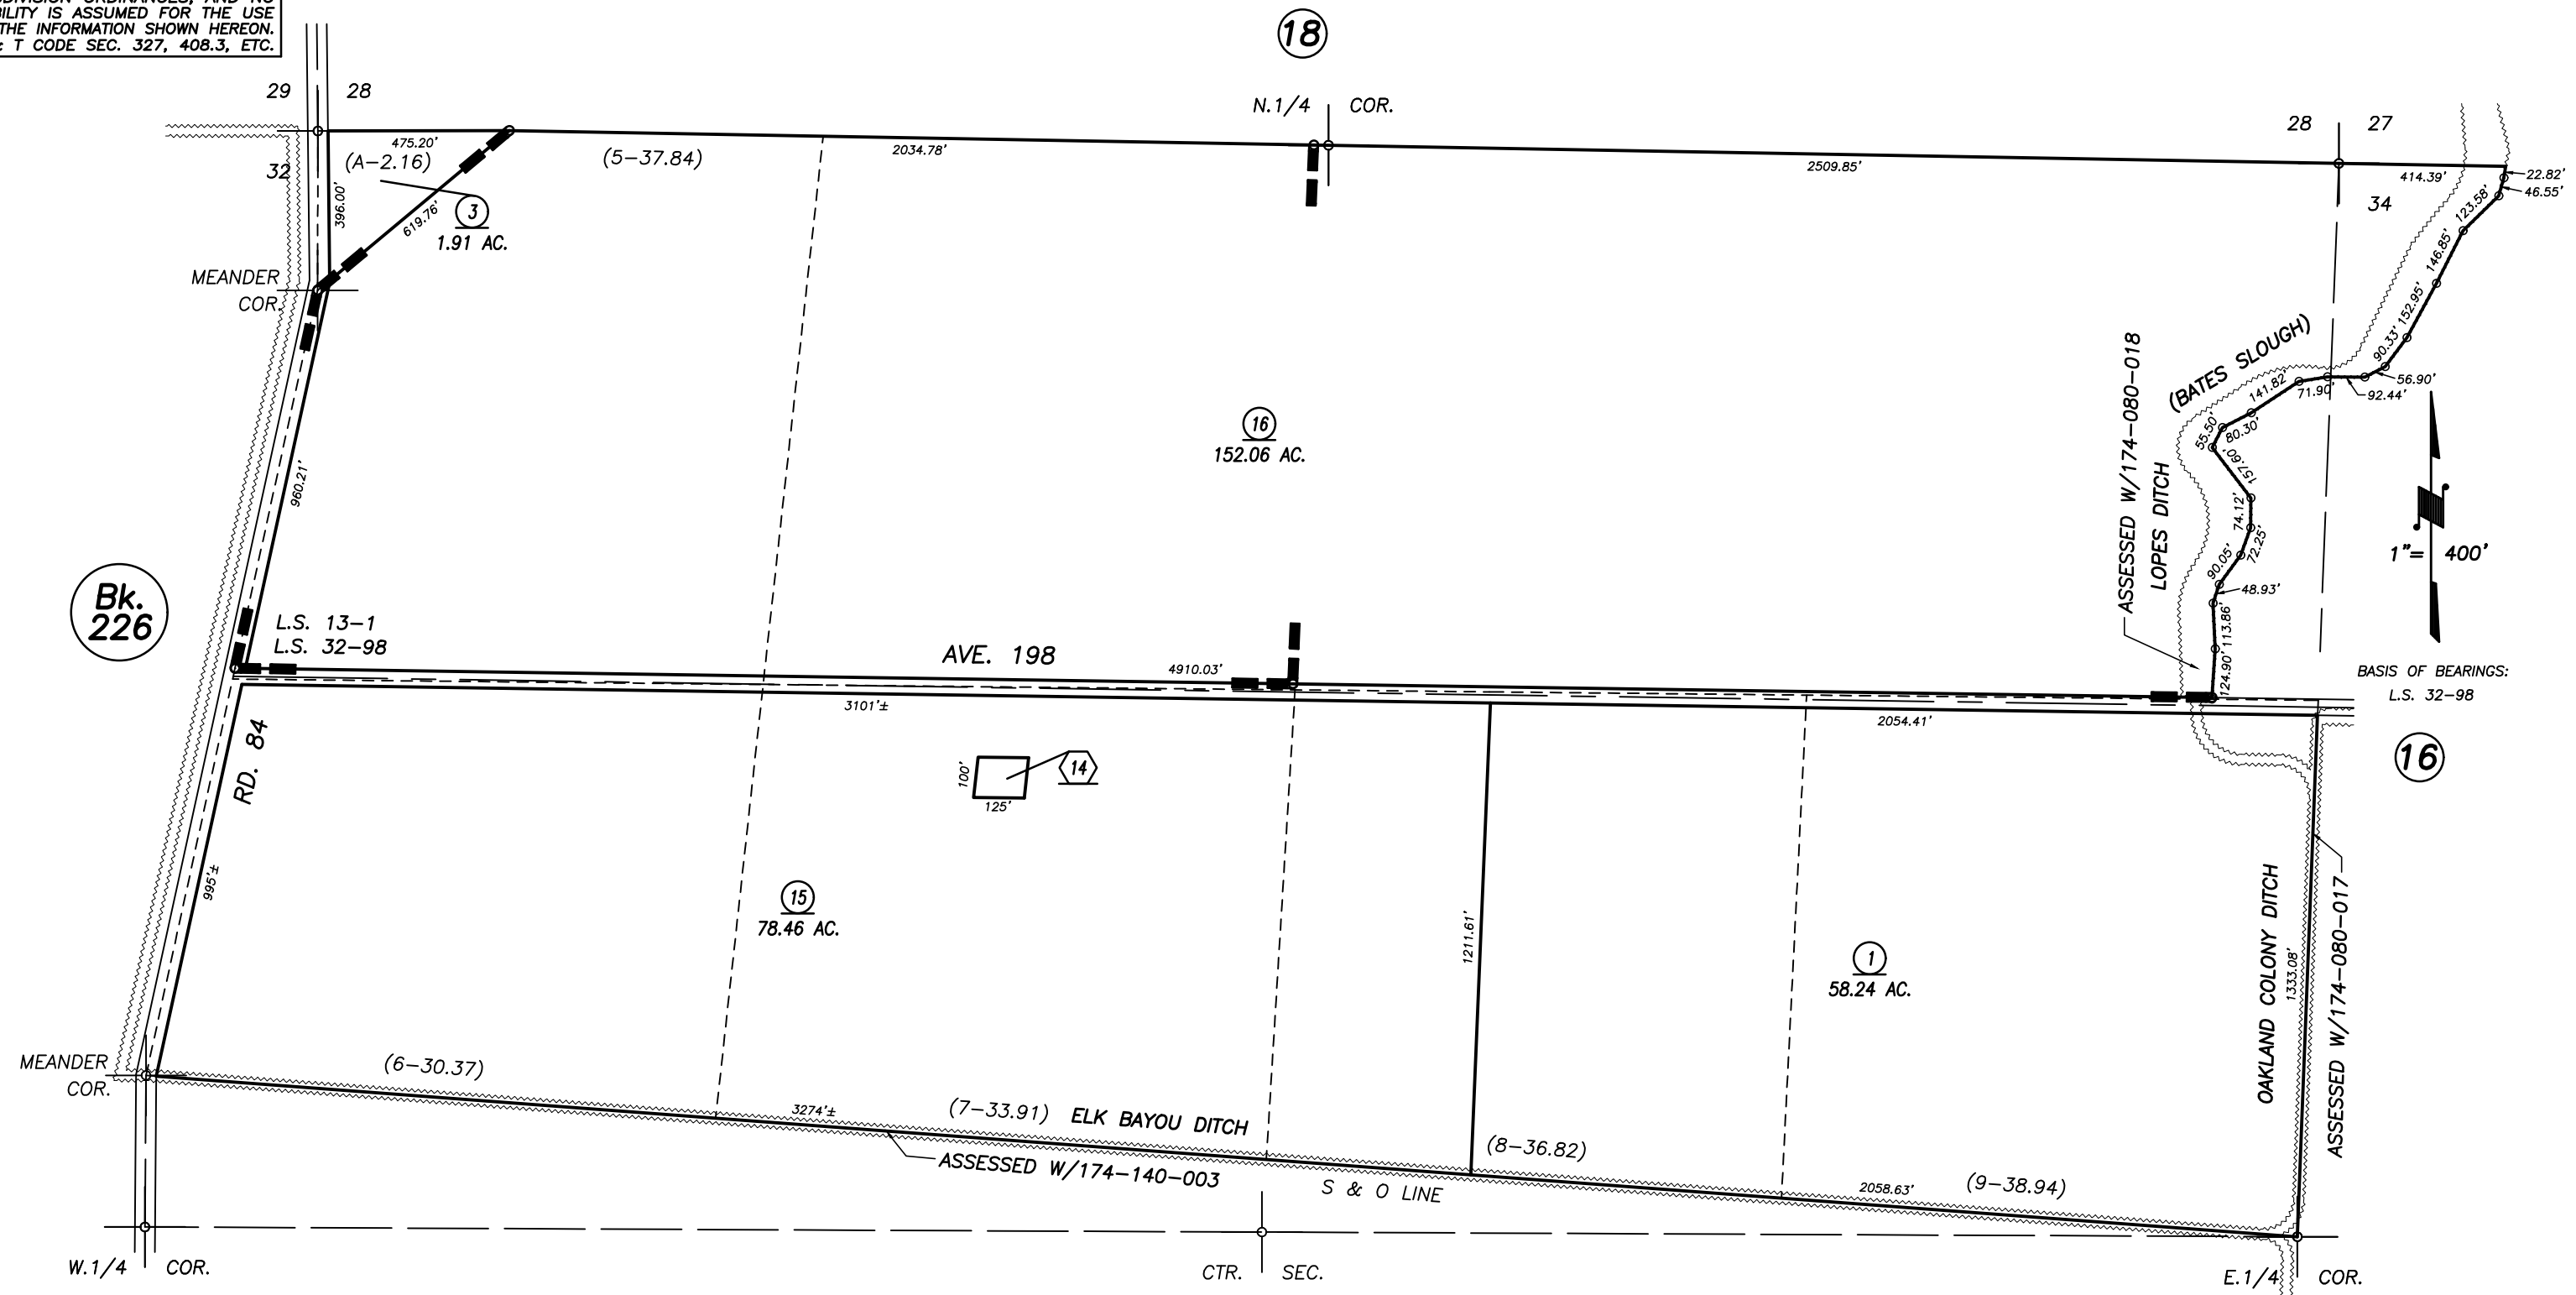 BILITY IS ASSUMED FOR THE USE
THE INFORMATION SHOWN HEREON.
T CODE SEC. 327, 408.3, ETC.
18
29 28
N.1/4 COR.
28 27
475.20'
(A-2.16)
(5-37.84)
2034.78'
2509.85'
414.39'
22.82'
46.55'
32
34
396.00'
619.76'
3
1.91 AC.
123.58'
146.85'
MEANDER
COR.
152.95'
90.33'
56.90'
92.44'
71.90'
141.82'
(BATES SLOUGH)
80.30'
55.50'
157.60'
16
152.06 AC.
960.21'
74.12'
72.25'
90.05'
48.93'
113.86'
124.90'
ASSESSED W/174-080-018
LOPES DITCH
1"= 400'
Bk.
226
L.S. 13-1
L.S. 32-98
AVE. 198
4910.03'
BASIS OF BEARINGS:
L.S. 32-98
3101'±
2054.41'
RD. 84
16
100'
125'
14
995'±
15
78.46 AC.
1211.61'
1
58.24 AC.
OAKLAND COLONY DITCH
1333.08'
ASSESSED W/174-080-017
MEANDER
COR.
(6-30.37)
3274'±
(7-33.91)
ELK BAYOU DITCH
ASSESSED W/174-140-003
(8-36.82)
S & O LINE
2058.63'
(9-38.94)
W.1/4 COR.
CTR. SEC.
E.1/4 COR.